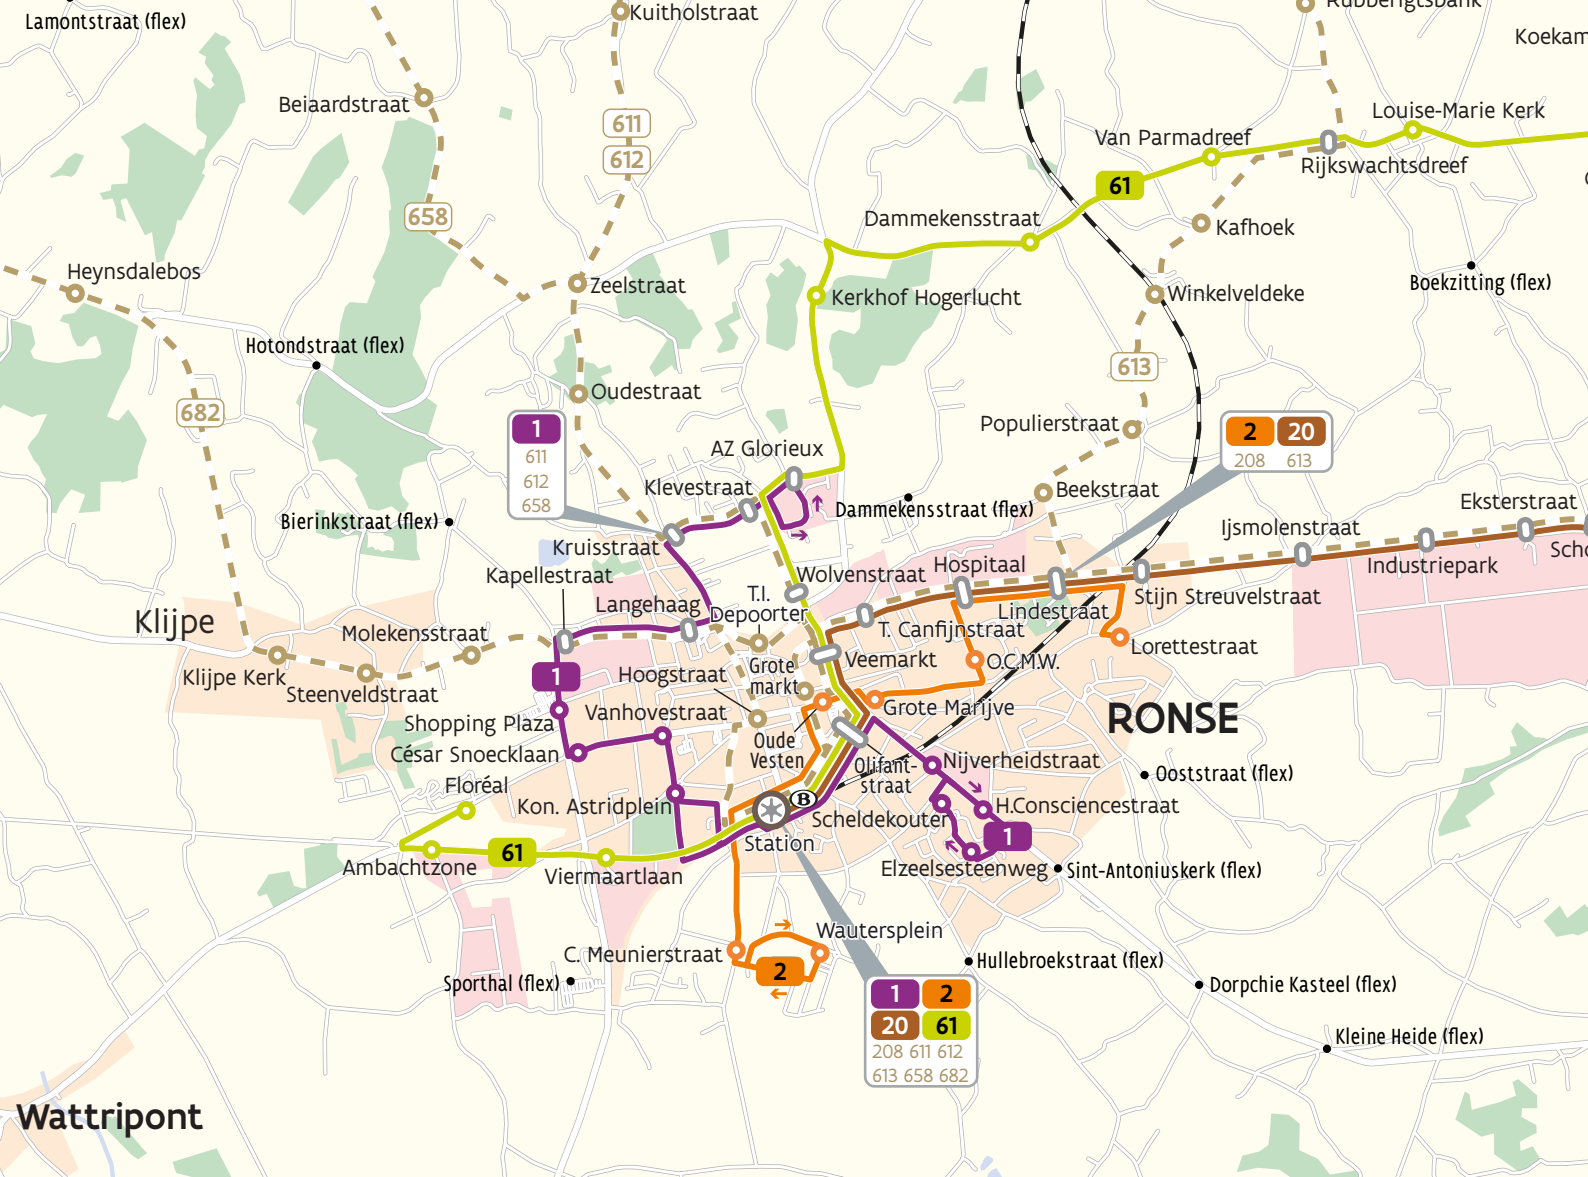 Lamontstraat (flex)
Kuitholstraat
Koekam
Beiaardstraat
611
612
Louise-Marie Kerk
Van Parmadreef
Rijkswachtsdreef
61
658
Dammekensstraat
Kafhoek
Heynsdalebos
Zeelstraat
Boekzitting (flex)
Kerkhof Hogerlucht
Winkelveldeke
Hotondstraat (flex)
613
Oudestraat
682
1
611
612
658
Populierstraat
2 20
208 613
AZ Glorieux
Klevestraat
Beekstraat
Eksterstraat
Dammekensstraat (flex)
Bierinkstraat (flex)
Ijsmolenstraat
Kruisstraat
Scho
Industriepark
Kapellestraat
Wolvenstraat
Hospitaal
T.I.
Depoorter
Stijn Streuvelstraat
Langehaag
Lindestraat
Klijpe
Molekensstraat
T. Canfijnstraat
Lorettestraat
Veemarkt
O.C.M.W.
Grote
markt
Klijpe Kerk
Steenveldstraat
1
Hoogstraat
Grote Marijve
Shopping Plaza
Vanhovestraat
RONSE
Oude
Vesten
César Snoecklaan
Nijverheidstraat
Olifant-
straat
Ooststraat (flex)
Floréal
Kon. Astridplein
B
H.Consciencestraat
Scheldekouter
Station
1
61
Ambachtzone
Viermaartlaan
Elzeelsesteenweg
Sint-Antoniuskerk (flex)
Wautersplein
C. Meunierstraat
2
Hullebroekstraat (flex)
Sporthal (flex)
Dorpchie Kasteel (flex)
1 2
20 61
208 611 612
613 658 682
Kleine Heide (flex)
Wattripont